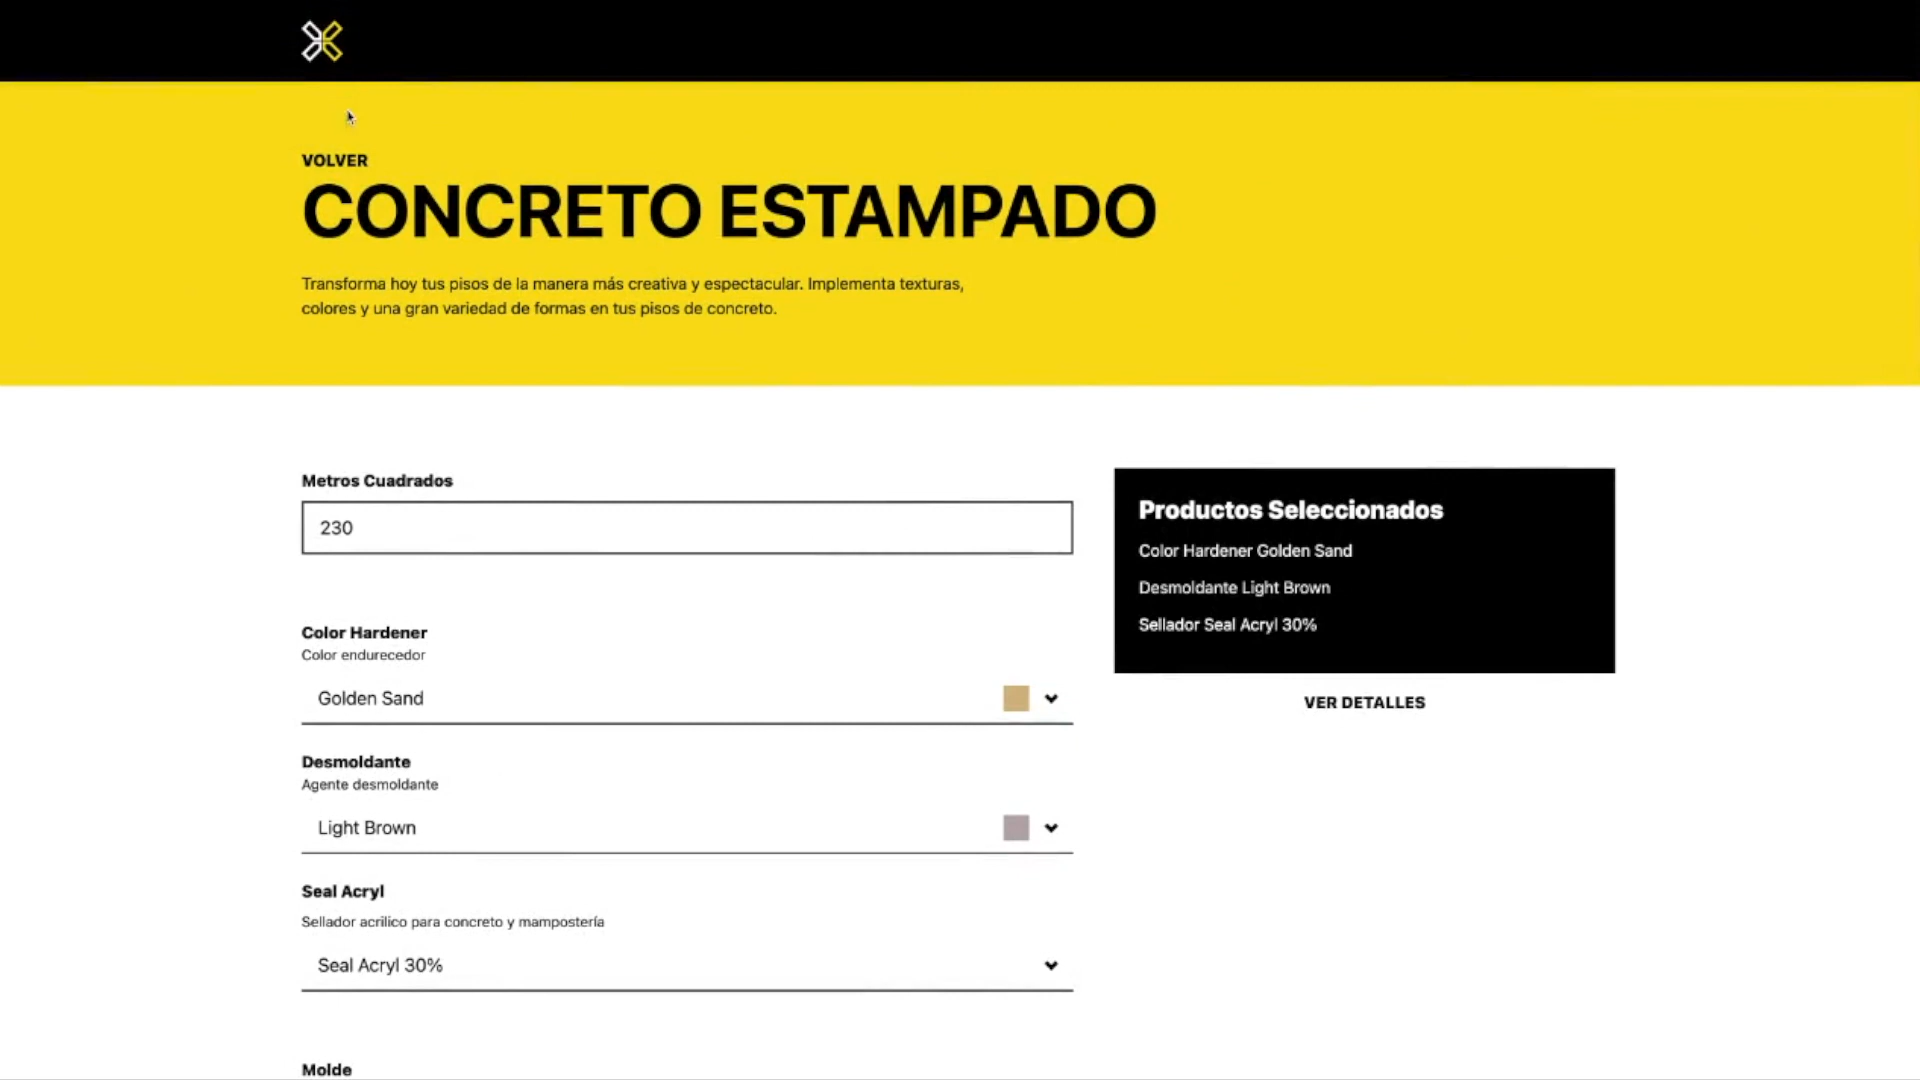 VOLVER
CONCRETO ESTAMPADO
Transforma hoy tus pisos de la manera más creativa y espectacular. Implementa texturas,
colores y una gran variedad de formas en tus pisos de concreto.
Metros Cuadrados
230
Color Hardener
Color endurecedor
Golden Sand
Desmoldante
Agente desmoldante
Light Brown
Seal Acryl
Sellador acrilico para concreto y mampostería
Seal Acryl 30%
Molde
Productos Seleccionados
Color Hardener Golden Sand
Desmoldante Light Brown
Sellador Seal Acryl 30%
VER DETALLES